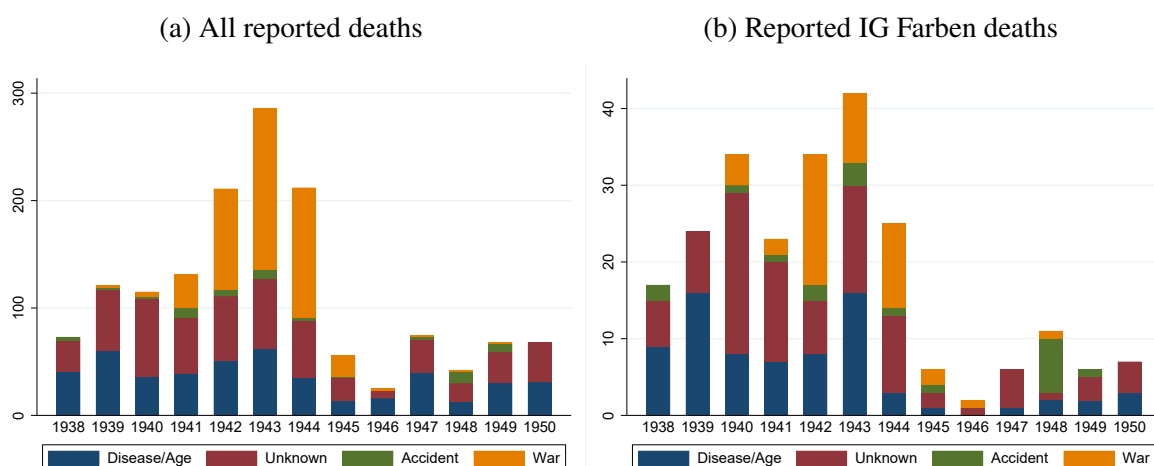 (a) All reported deaths
300
200
100
0
1938 1939 1940 1941 1942 1943 1944 1945 1946 1947 1948 1949 1950
Disease/Age Unknown Accident War
(b) Reported IG Farben deaths
40
30
20
10
0
1938 1939 1940 1941 1942 1943 1944 1945 1946 1947 1948 1949 1950
Disease/Age Unknown Accident War